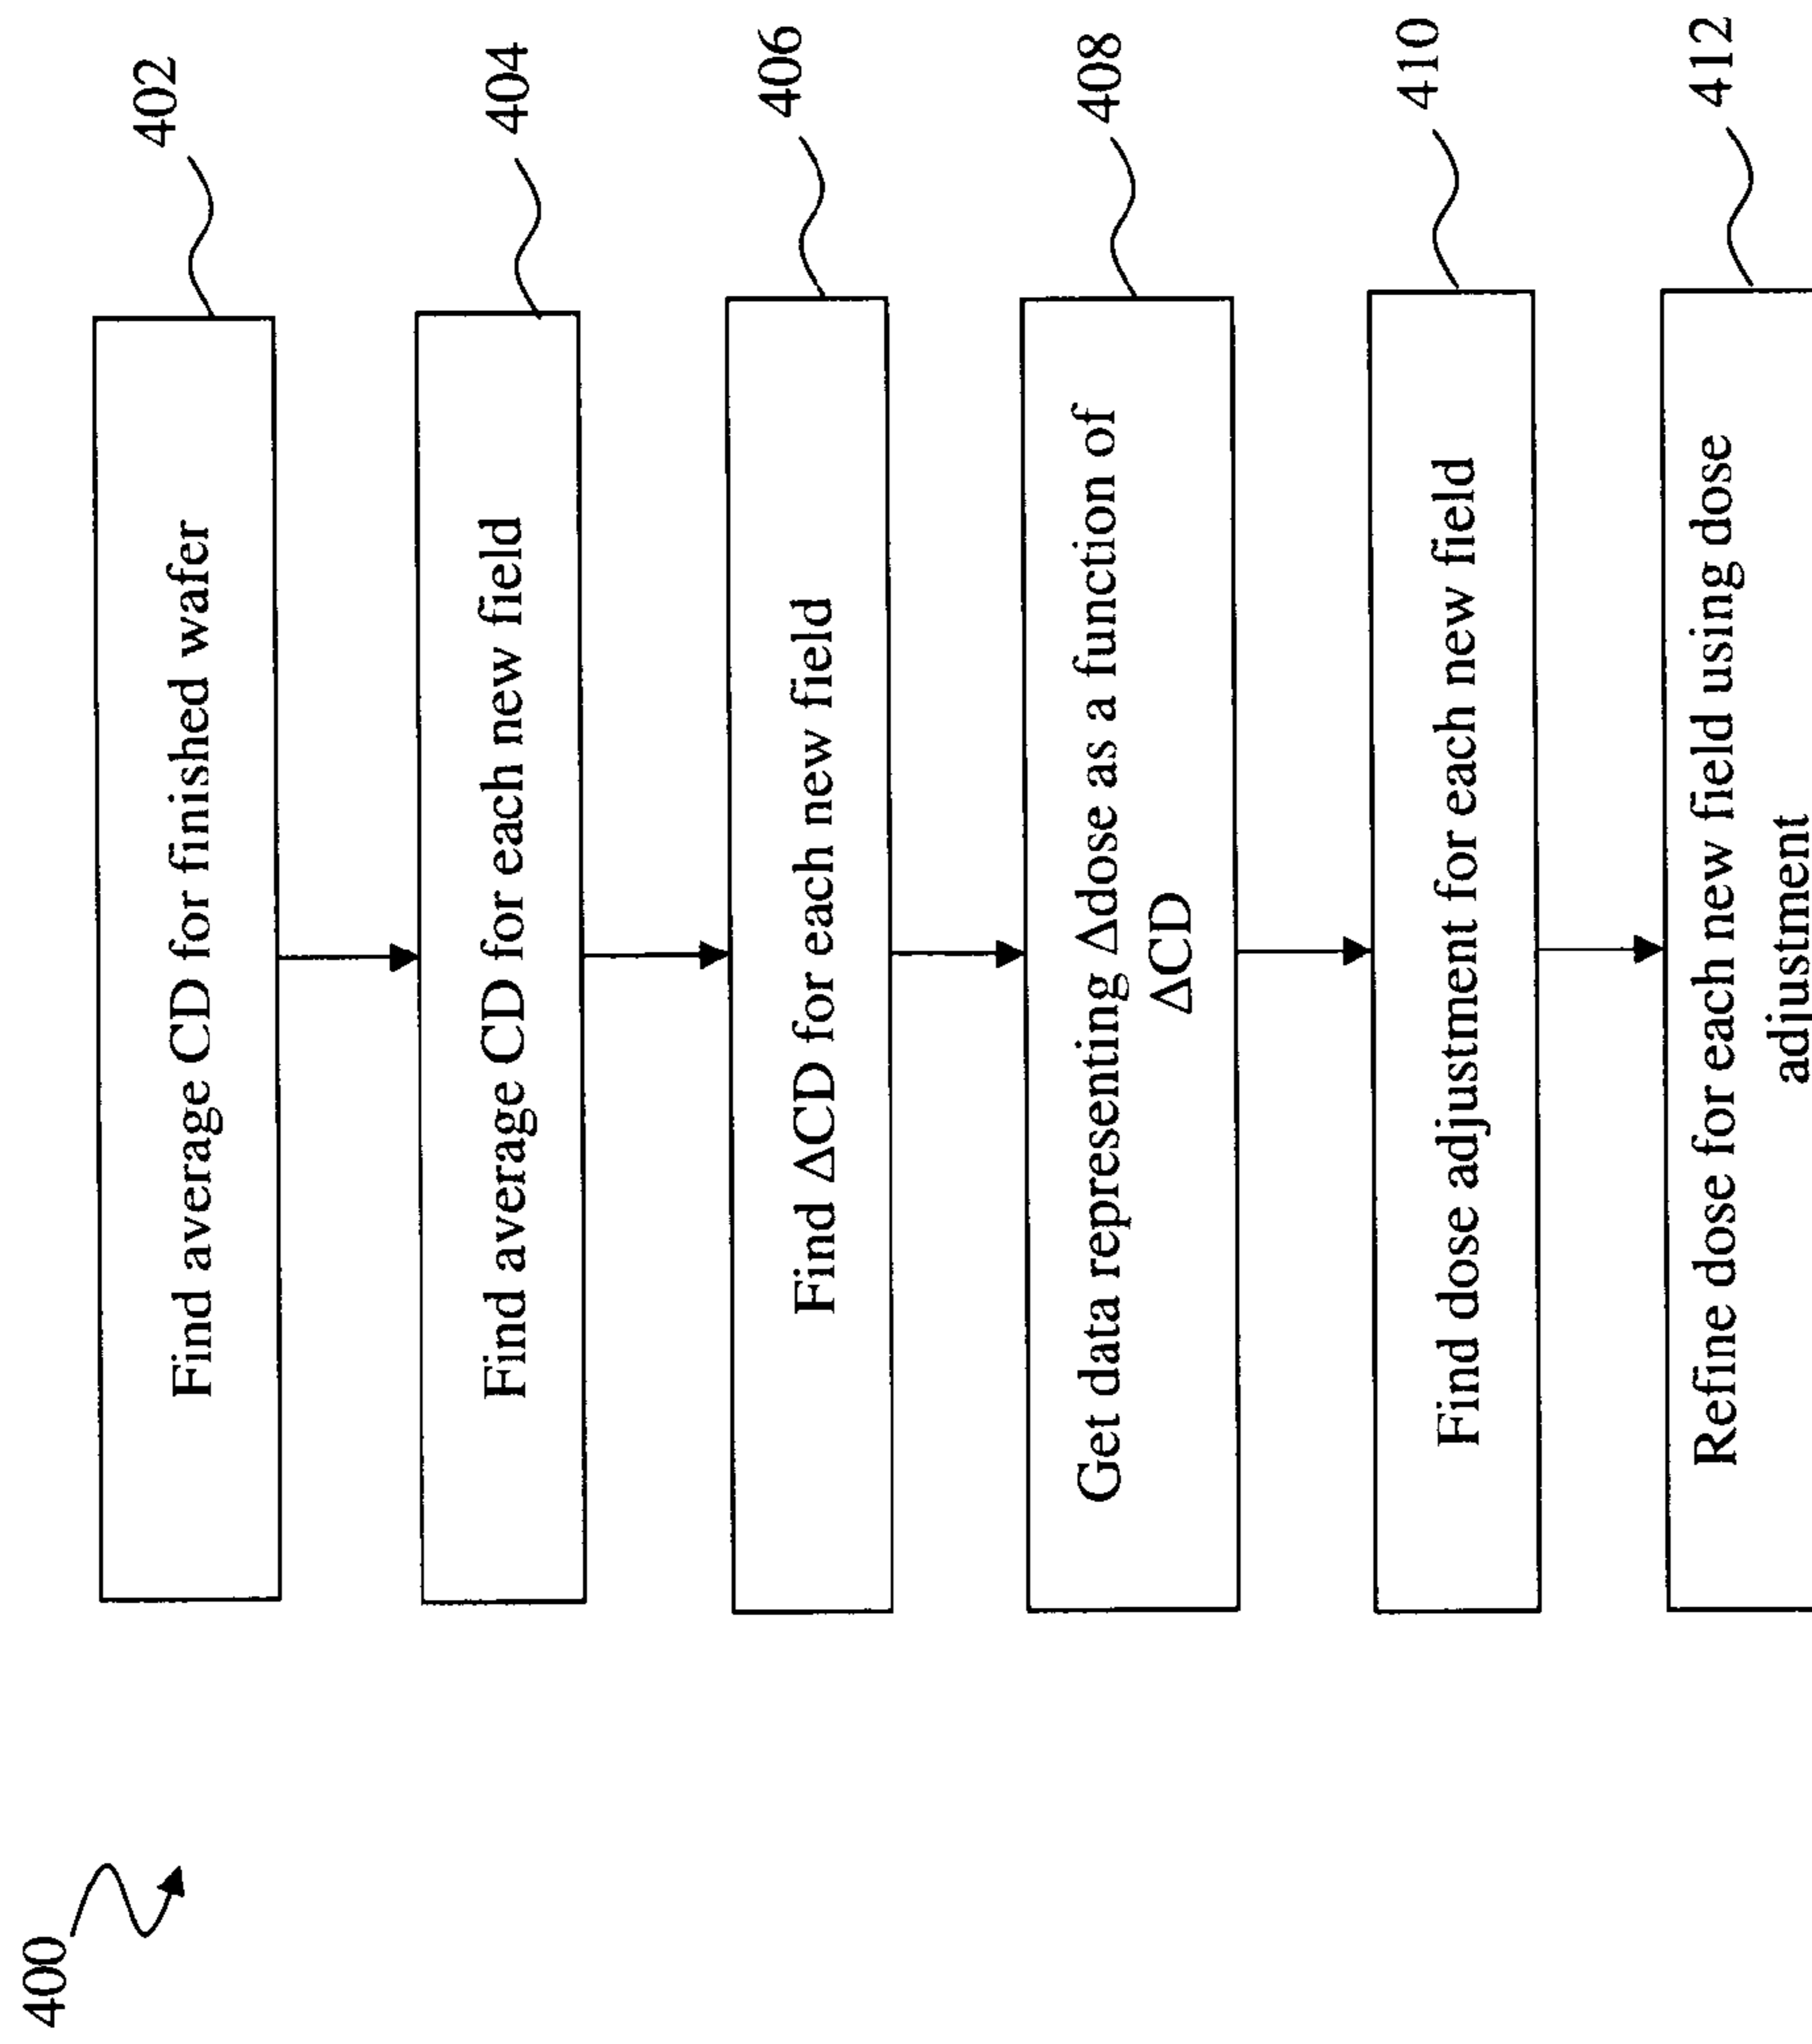 400
Find average CD for finished wafer
402
Find average CD for each new field
404
Find ΔCD for each new field
406
Get data representing Δdose as a function of
ΔCD
408
Find dose adjustment for each new field
410
Refine dose for each new field using dose
adjustment
412